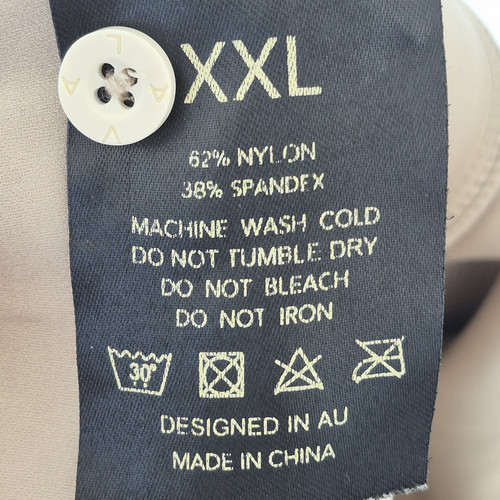 XXL
62% NYLON
38% SPANDEX
MACHINE WASH COLD
DO NOT TUMBLE DRY
DO NOT BLEACH
DO NOT IRON
30°
DESIGNED IN AU
MADE IN CHINA